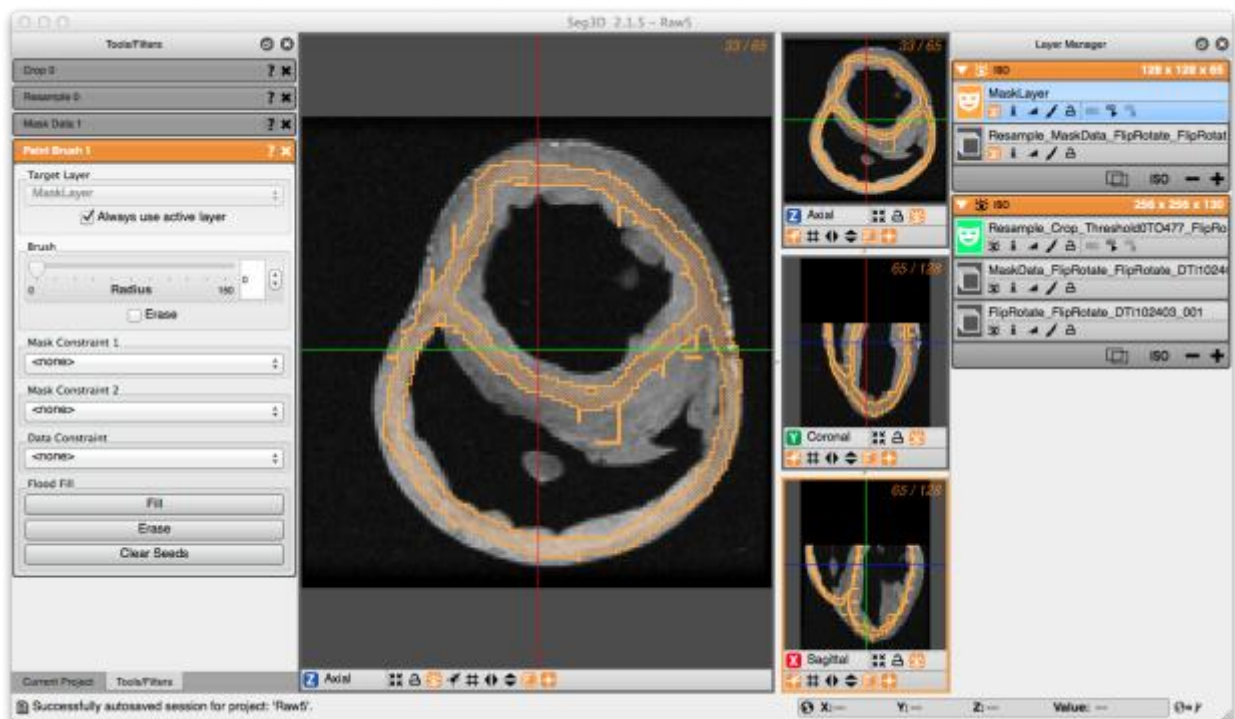 Seg3D 2.1.5 - Raw5
Tools/Filters
Crop 0
Resample 0
Mask Data 1
Paint Brush 1
Target Layer
MaskLayer
Always use active layer
Brush
0 Radius 150 0
Erase
Mask Constraint 1
<none>
Mask Constraint 2
<none>
Data Constraint
<none>
Flood Fill
Fill
Erase
Clear Seeds
Current Project Tools/Filters
Successfully autosaved session for project: 'Raw5'.
33 / 65
Z Axial
33 / 65
Z Axial
65 / 128
Y Coronal
65 / 128
X Sagittal
Layer Manager
ISO 128 x 128 x 65
MaskLayer
Resample_MaskData_FlipRotate_FlipRotat
ISO
ISO 256 x 256 x 130
Resample_Crop_Threshold0TO477_FlipRo
MaskData_FlipRotate_FlipRotate_DTI1024
FlipRotate_FlipRotate_DTI102403_001
ISO
X: --- Y: --- Z: --- Value: ---